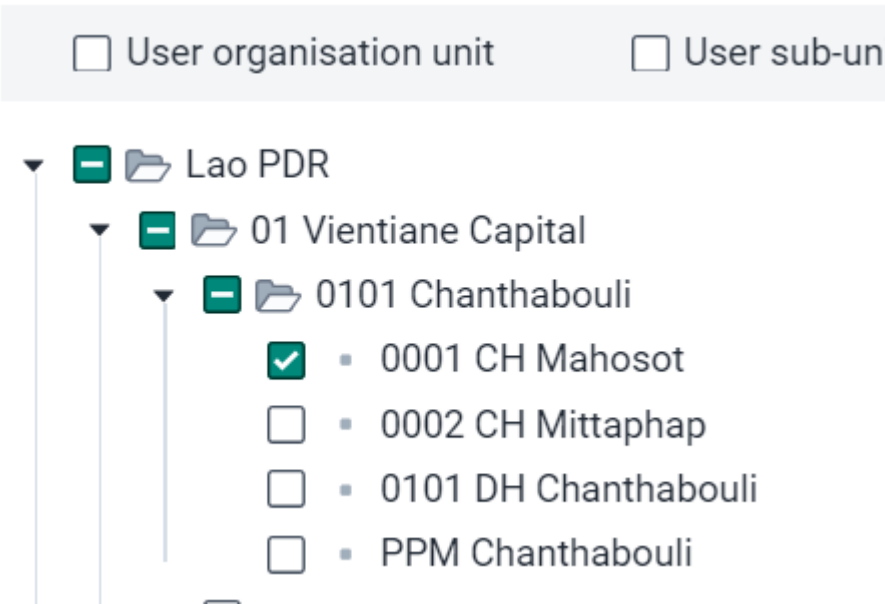 User organisation unit User sub-un
Lao PDR
01 Vientiane Capital
0101 Chanthabouli
0001 CH Mahosot
0002 CH Mittaphap
0101 DH Chanthabouli
PPM Chanthabouli